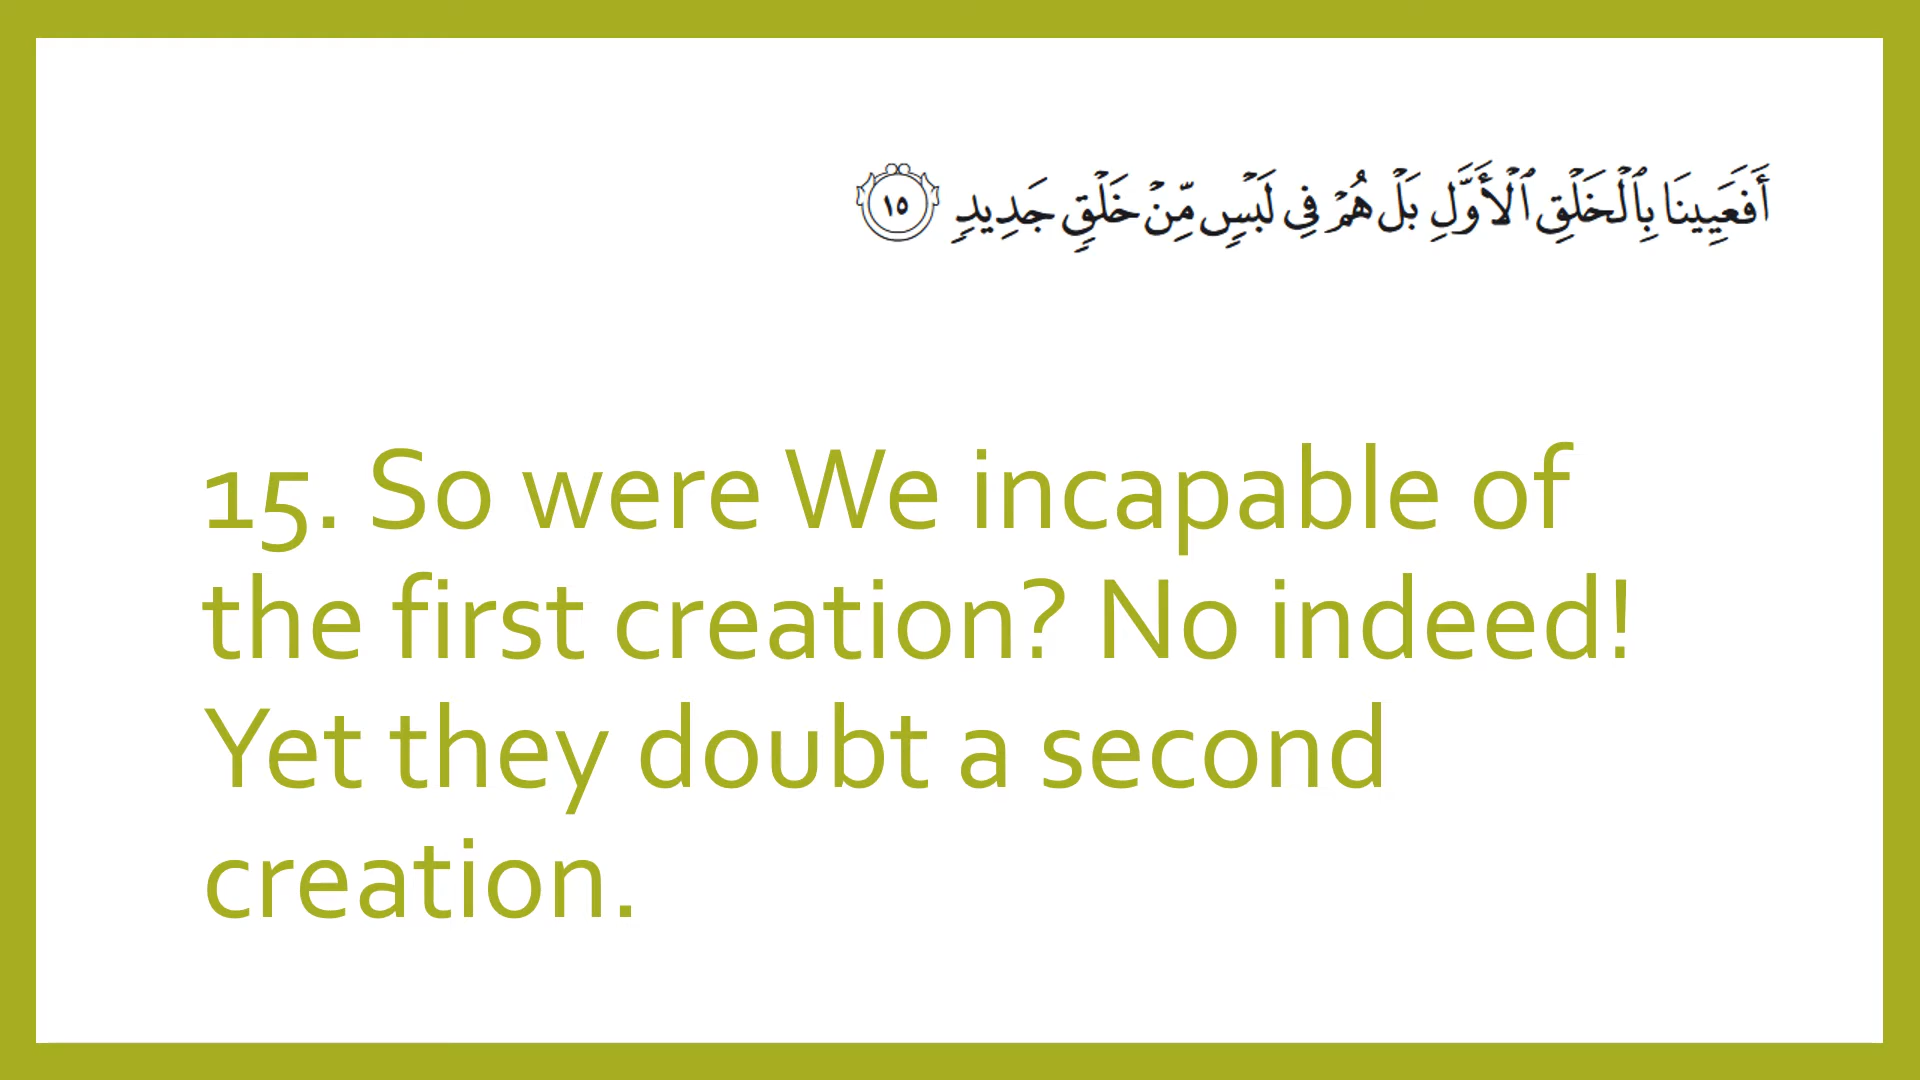 أَفَعَيِينَا بِٱلْخَلْقِ ٱلْأَوَّلِ بَلْ هُمْ فِى لَبْسٍ مِّنْ خَلْقٍ جَدِيدٍ ١٥
15. So were We incapable of
the first creation? No indeed!
Yet they doubt a second
creation.